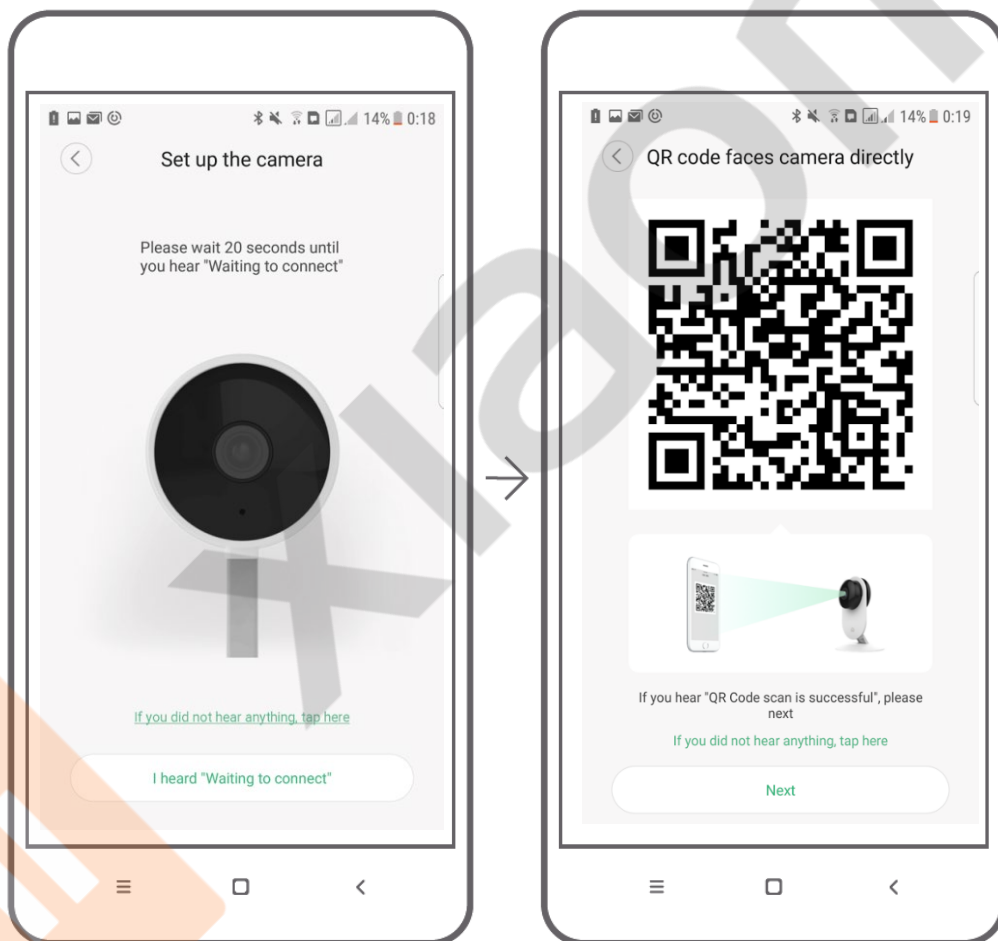 14% 0:18
Set up the camera
Please wait 20 seconds until
you hear "Waiting to connect"
If you did not hear anything, tap here
I heard "Waiting to connect"
14% 0:19
QR code faces camera directly
If you hear "QR Code scan is successful", please
next
If you did not hear anything, tap here
Next